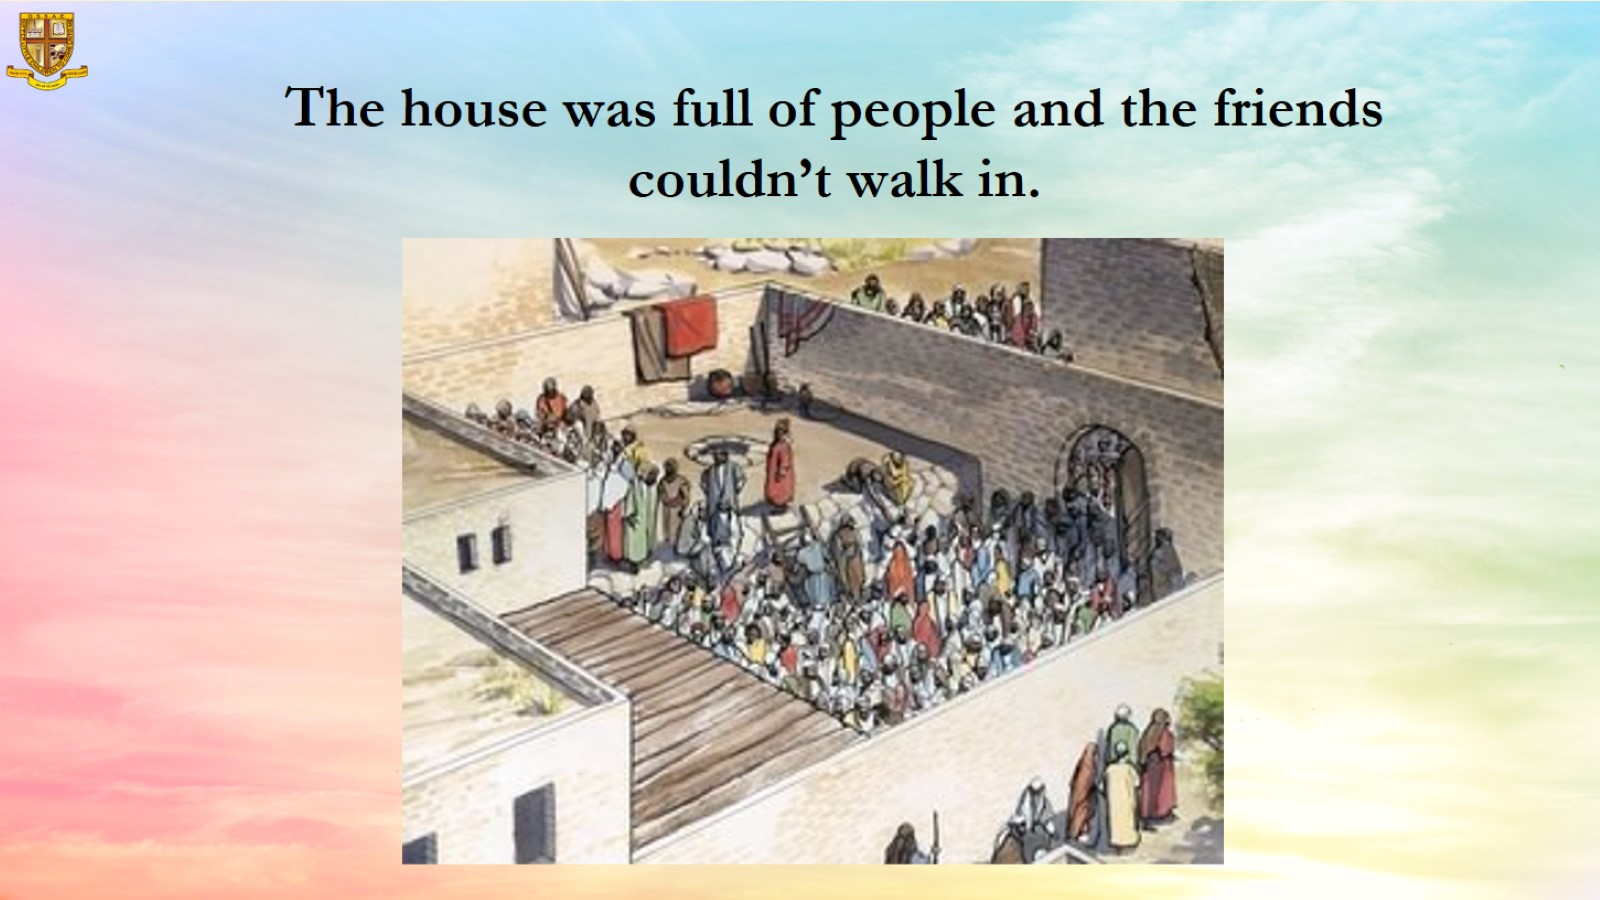 The house was full of people and the friends
couldn’t walk in.